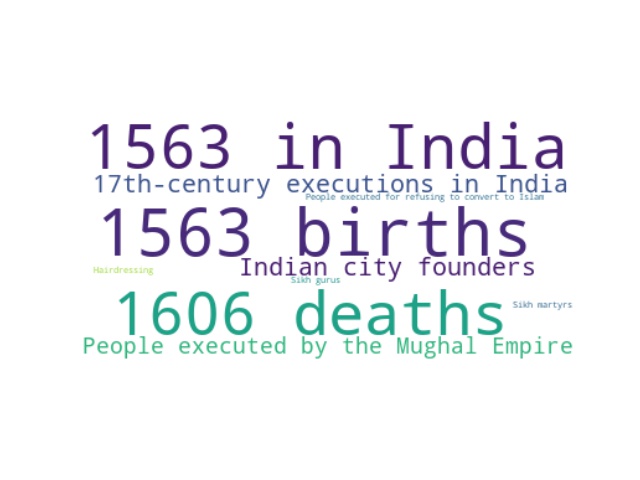 1563 in India
17th-century executions in India
People executed for refusing to convert to Islam
1563 births
Indian city founders
Hairdressing
Sikh gurus
1606 deaths
Sikh martyrs
People executed by the Mughal Empire